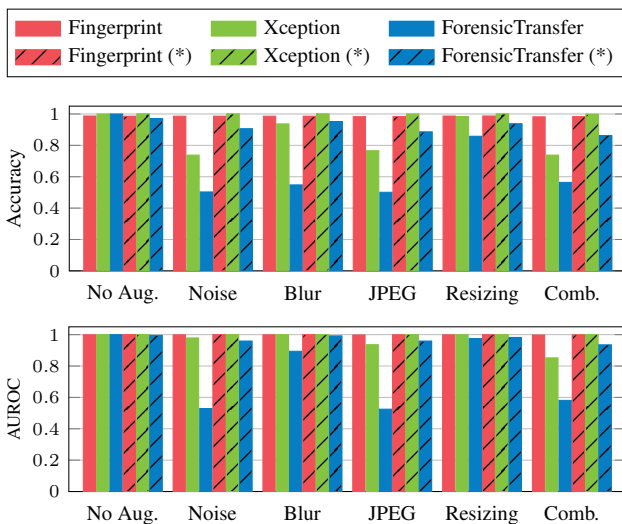 Fingerprint Xception ForensicTransfer
Fingerprint (*) Xception (*) ForensicTransfer (*)
1
0.8
0.6
0.4
0.2
0
Accuracy
No Aug. Noise Blur JPEG Resizing Comb.
1
0.8
0.6
0.4
0.2
0
AUROC
No Aug. Noise Blur JPEG Resizing Comb.